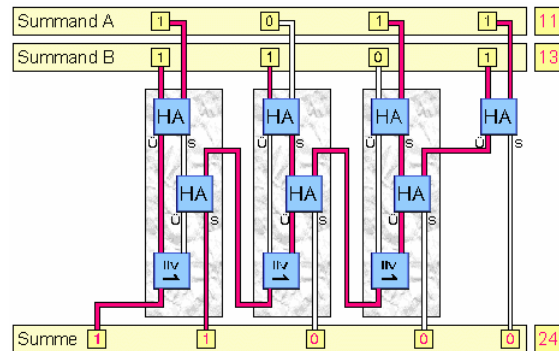 Summand A 1 0 1 1 11
Summand B 1 1 0 1 13
HA HA HA HA
Ü S Ü S Ü S Ü S
HA HA HA
Ü S Ü S Ü S
≥1 ≥1 ≥1
Summe 1 1 0 0 0 24